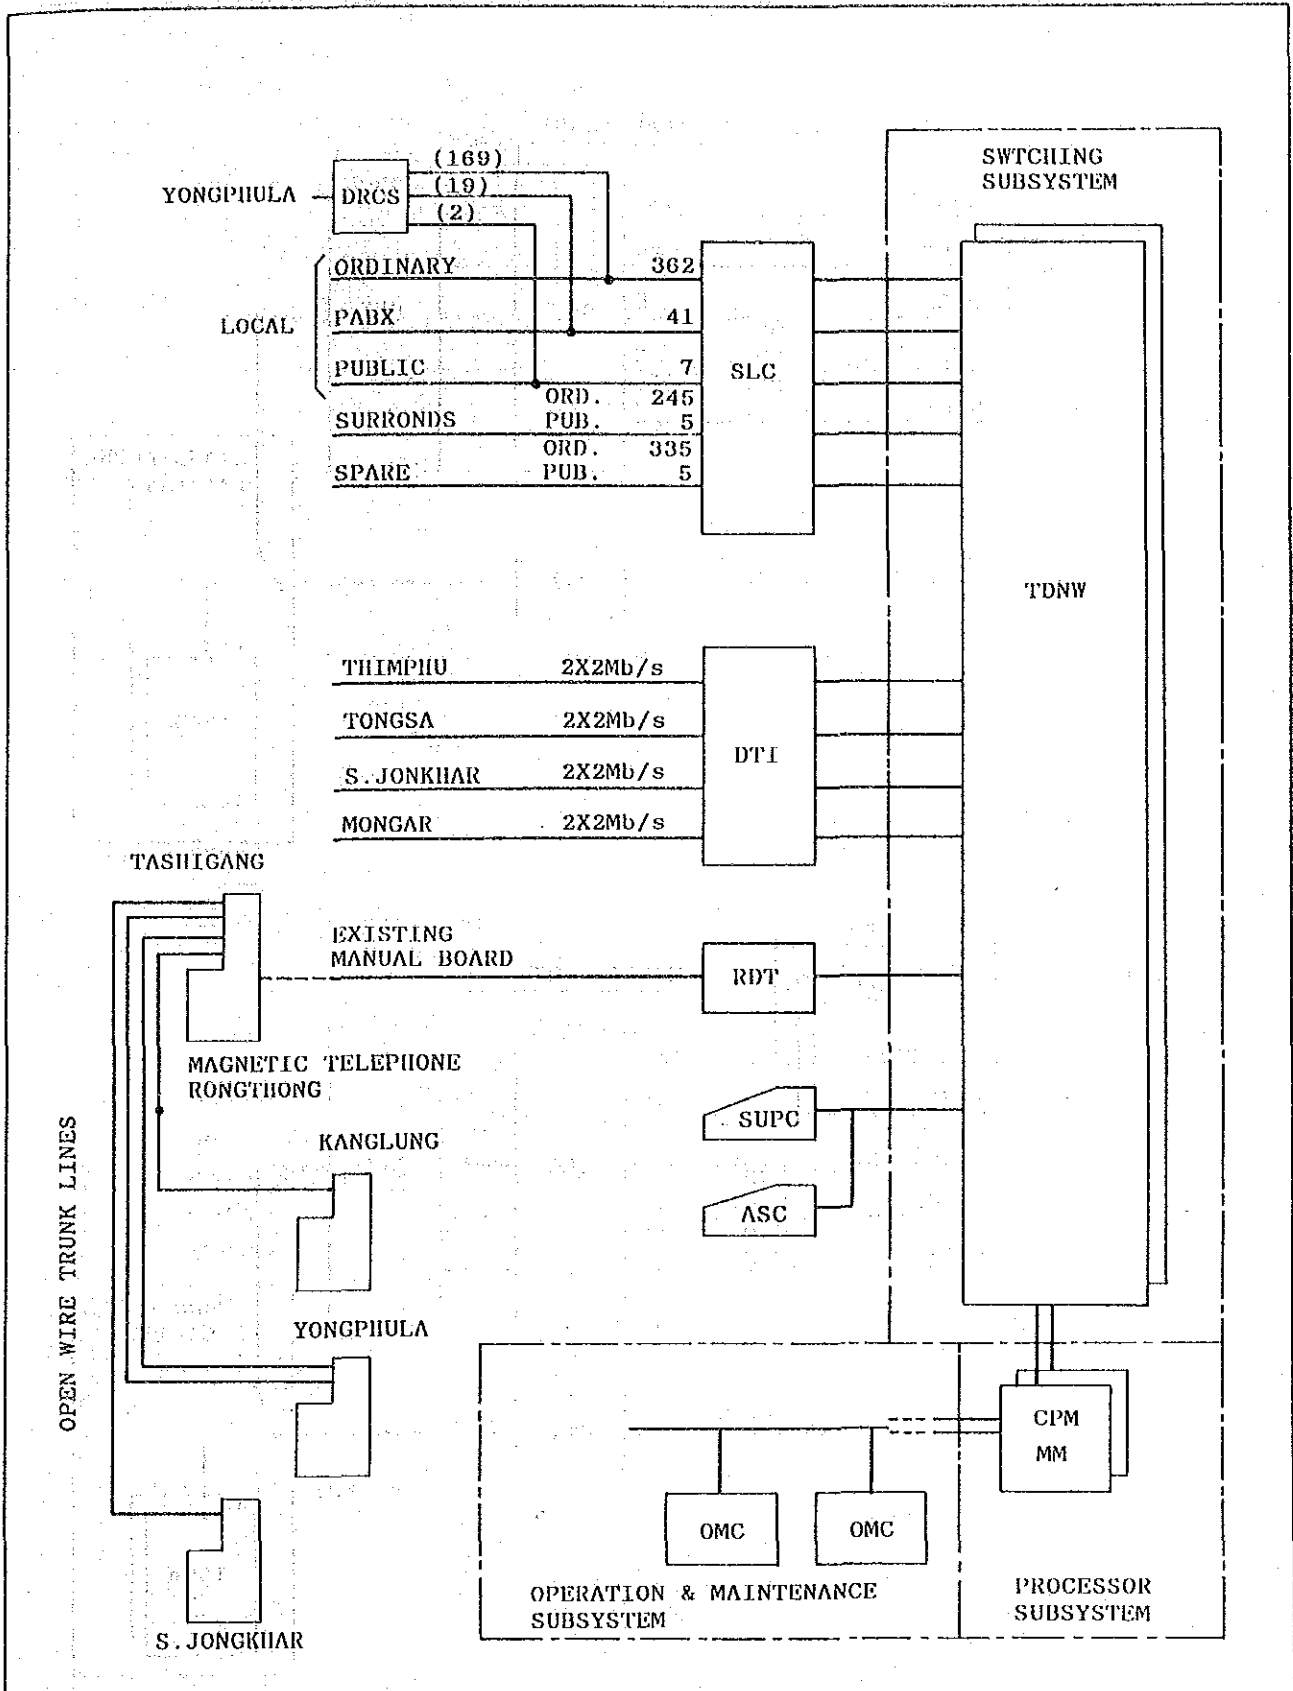 SWTCHING
SUBSYSTEM
YONGPHULA
DRCS
(169)
(19)
(2)
LOCAL
ORDINARY 362
PABX 41
PUBLIC 7
SURRONDS ORD. 245
PUB. 5
SPARE ORD. 335
PUB. 5
SLC
TDNW
THIMPHU 2X2Mb/s
TONGSA 2X2Mb/s
S.JONKHAR 2X2Mb/s
MONGAR 2X2Mb/s
DTI
TASHIGANG
EXISTING
MANUAL BOARD
RDT
MAGNETIC TELEPHONE
RONGTHONG
SUPC
KANGLUNG
ASC
OPEN WIRE TRUNK LINES
YONGPHULA
CPM
MM
OMC
OMC
OPERATION & MAINTENANCE
SUBSYSTEM
PROCESSOR
SUBSYSTEM
S.JONGKHAR